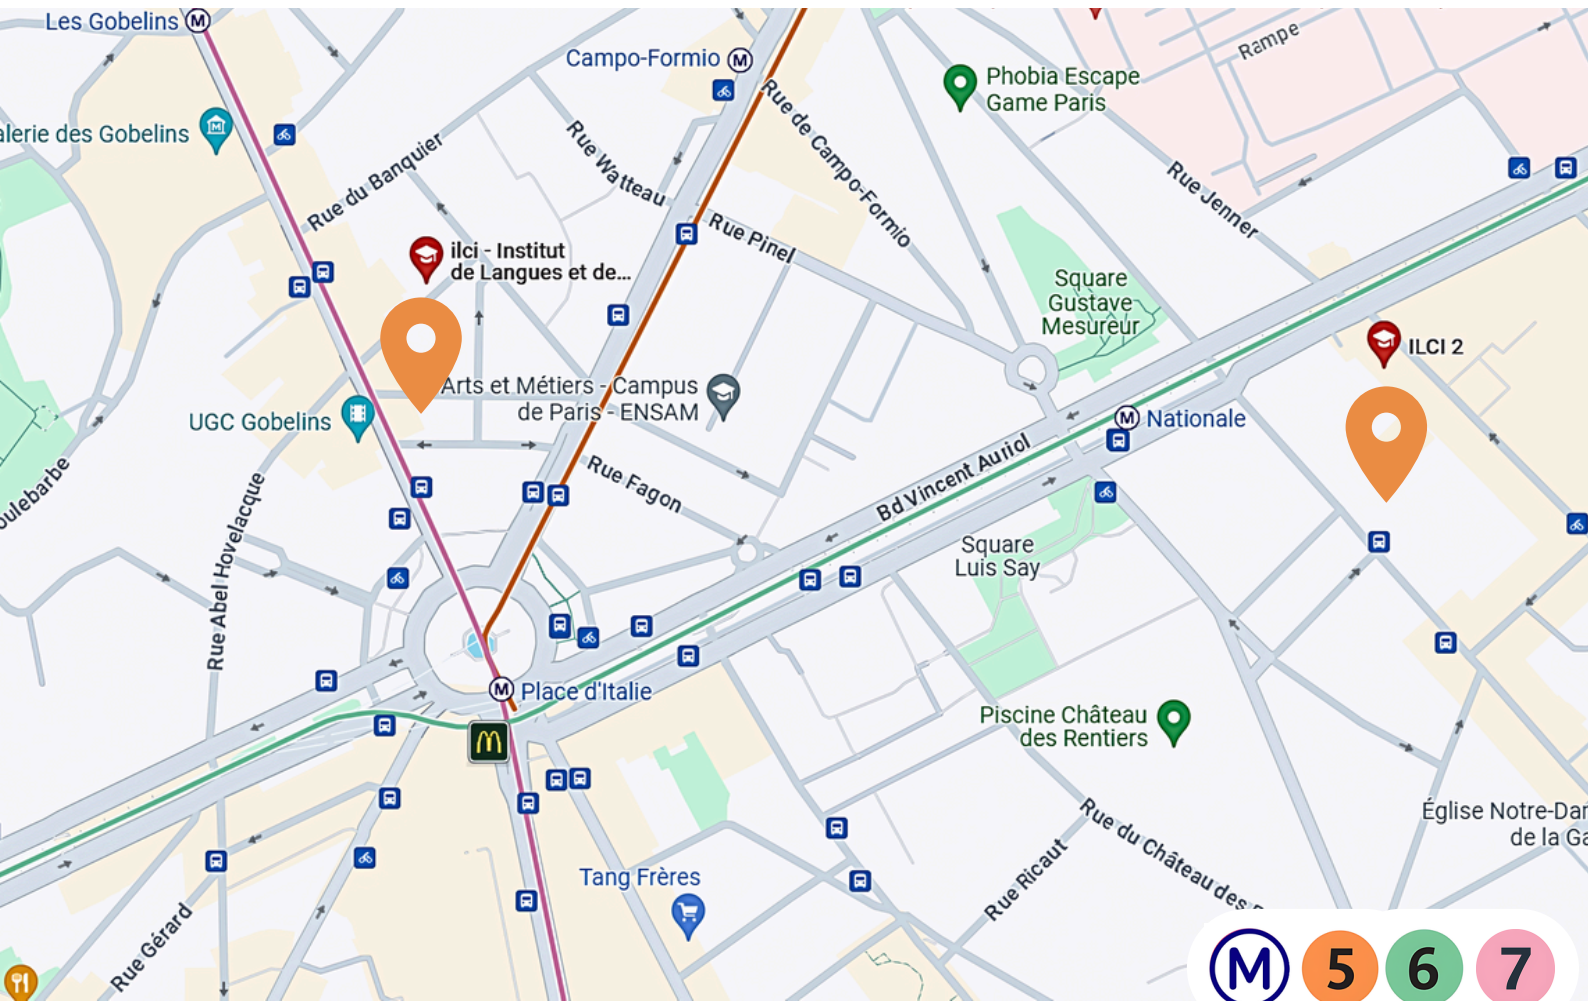 Les Gobelins
M
Campo-Formio
M
Rampe
Phobia Escape
Game Paris
alerie des Gobelins
Rue du Banquier
Rue Watteau
Rue de Campo-Formio
Rue Jenner
Rue Pinel
ilci - Institut
de Langues et de...
Square
Gustave
Mesureur
ILCI 2
Arts et Métiers - Campus
de Paris - ENSAM
UGC Gobelins
M
Nationale
Bd Vincent Auriol
Rue Fagon
oulebarbe
Rue Abel Hovelacque
Square
Luis Say
M
Place d'Italie
Piscine Château
des Rentiers
Église Notre-Dan
de la Ga
Rue du Château des
Rue Ricaut
Tang Frères
Rue Gérard
M 5 6 7